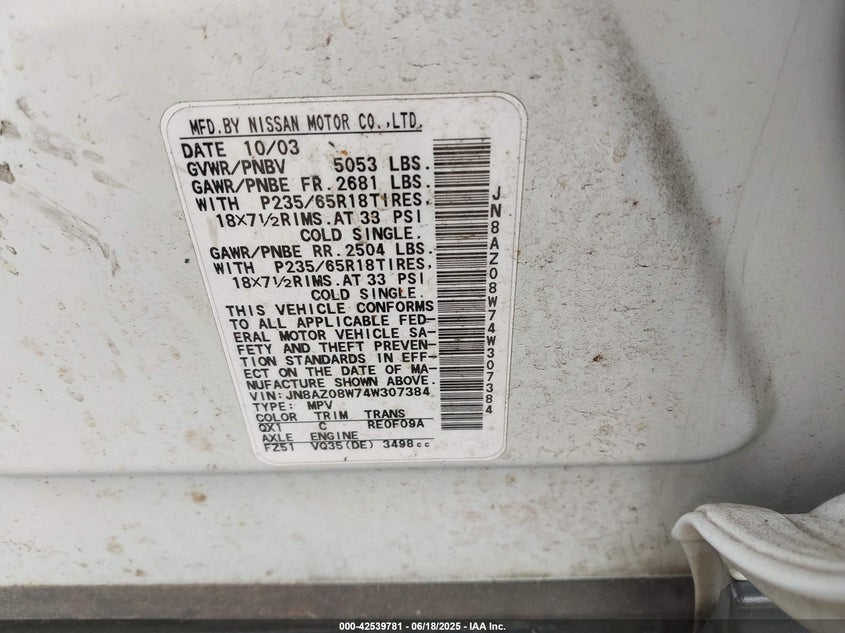 MFD.BY NISSAN MOTOR CO.,LTD.
DATE 10/03
GVWR/PNBV 5053 LBS.
GAWR/PNBE FR. 2681 LBS.
WITH P235/65R18TIRES,
18X7½RIMS.AT 33 PSI
COLD SINGLE.
GAWR/PNBE RR. 2504 LBS.
WITH P235/65R18TIRES,
18X7½RIMS.AT 33 PSI
COLD SINGLE.
THIS VEHICLE CONFORMS
TO ALL APPLICABLE FED-
ERAL MOTOR VEHICLE SA-
FETY AND THEFT PREVEN-
TION STANDARDS IN EFF-
ECT ON THE DATE OF MA-
NUFACTURE SHOWN ABOVE.
VIN: JN8AZ08W74W307384
TYPE: MPV
COLOR TRIM TRANS
QX1 C RE0F09A
AXLE ENGINE
FZ51 VQ35(DE) 3498cc
JN8AZ08W74W307384
000-42539781 - 06/18/2025 - IAA Inc.